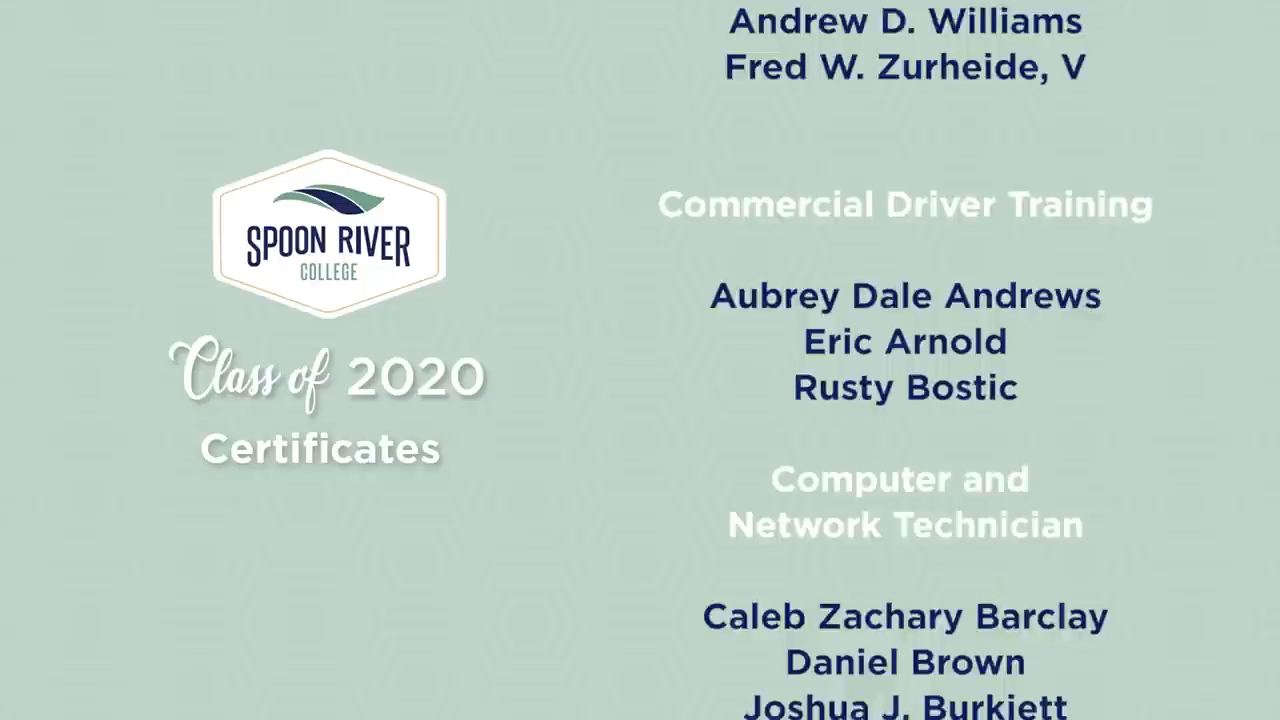 SPOON RIVER
COLLEGE
Class of 2020
Certificates
Andrew D. Williams
Fred W. Zurheide, V
Commercial Driver Training
Aubrey Dale Andrews
Eric Arnold
Rusty Bostic
Computer and
Network Technician
Caleb Zachary Barclay
Daniel Brown
Joshua J. Burkiett